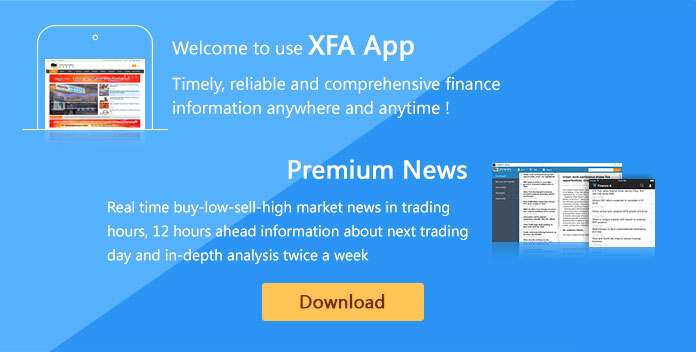 Welcome to use XFA App
Timely, reliable and comprehensive finance
information anywhere and anytime !
Premium News
Real time buy-low-sell-high market news in trading
hours, 12 hours ahead information about next trading
day and in-depth analysis twice a week
Finance A
Download